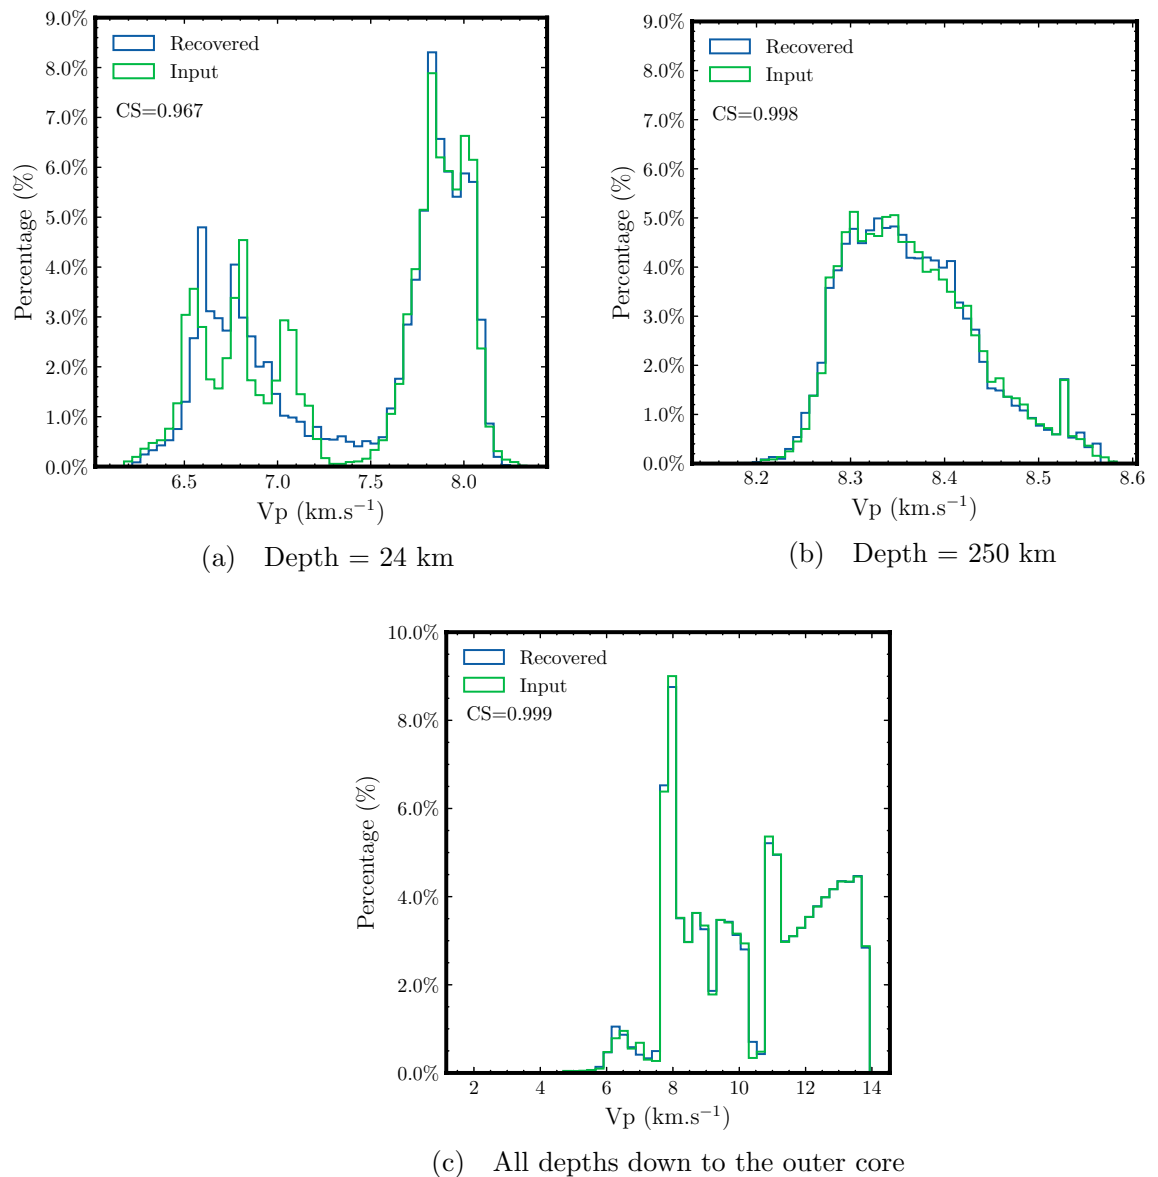 9.0%
8.0%
7.0%
6.0%
5.0%
4.0%
3.0%
2.0%
1.0%
0.0%
Percentage (%)
Recovered
Input
CS=0.967
6.5 7.0 7.5 8.0
Vp (km.s⁻¹)
(a) Depth = 24 km
9.0%
8.0%
7.0%
6.0%
5.0%
4.0%
3.0%
2.0%
1.0%
0.0%
Percentage (%)
Recovered
Input
CS=0.998
8.2 8.3 8.4 8.5 8.6
Vp (km.s⁻¹)
(b) Depth = 250 km
10.0%
8.0%
6.0%
4.0%
2.0%
0.0%
Percentage (%)
Recovered
Input
CS=0.999
2 4 6 8 10 12 14
Vp (km.s⁻¹)
(c) All depths down to the outer core